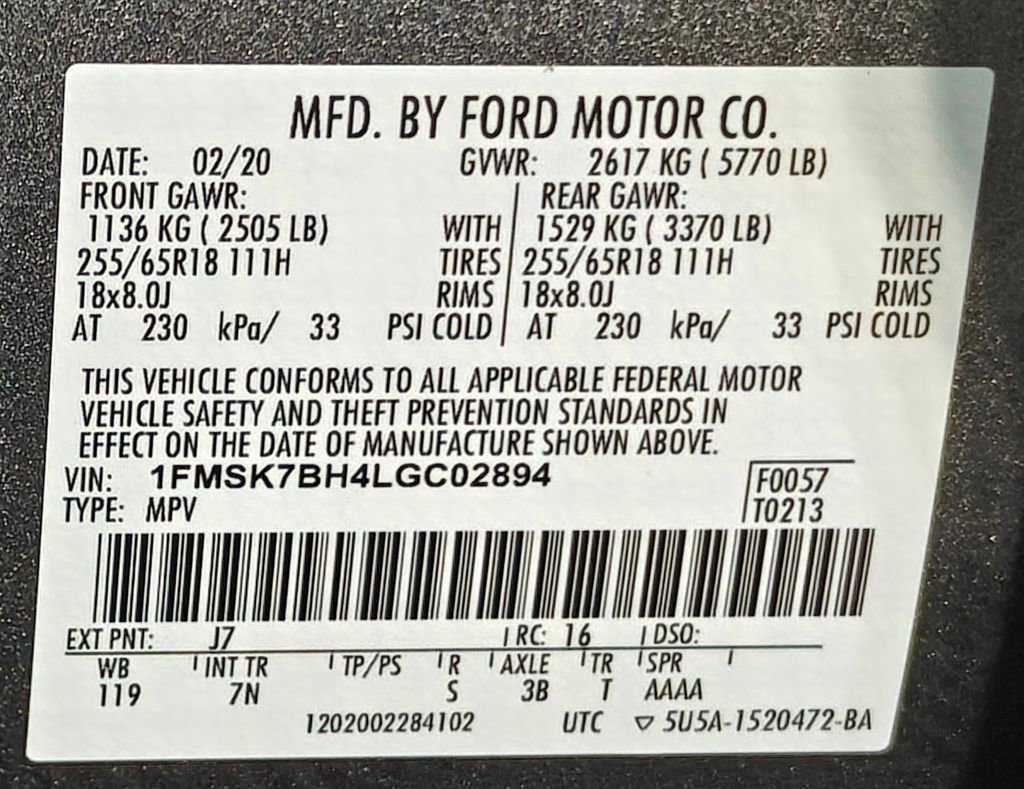 MFD. BY FORD MOTOR CO.
DATE: 02/20 GVWR: 2617 KG ( 5770 LB)
FRONT GAWR: REAR GAWR:
1136 KG ( 2505 LB) WITH 1529 KG ( 3370 LB) WITH
255/65R18 111H TIRES 255/65R18 111H TIRES
18x8.0J RIMS 18x8.0J RIMS
AT 230 kPa/ 33 PSI COLD AT 230 kPa/ 33 PSI COLD
THIS VEHICLE CONFORMS TO ALL APPLICABLE FEDERAL MOTOR
VEHICLE SAFETY AND THEFT PREVENTION STANDARDS IN
EFFECT ON THE DATE OF MANUFACTURE SHOWN ABOVE.
VIN: 1FMSK7BH4LGC02894 F0057
TYPE: MPV T0213
EXT PNT: J7 RC: 16 DSO:
WB INT TR TP/PS R AXLE TR SPR
119 7N S 3B T AAAA
1202002284102 UTC ▽ 5U5A-1520472-BA